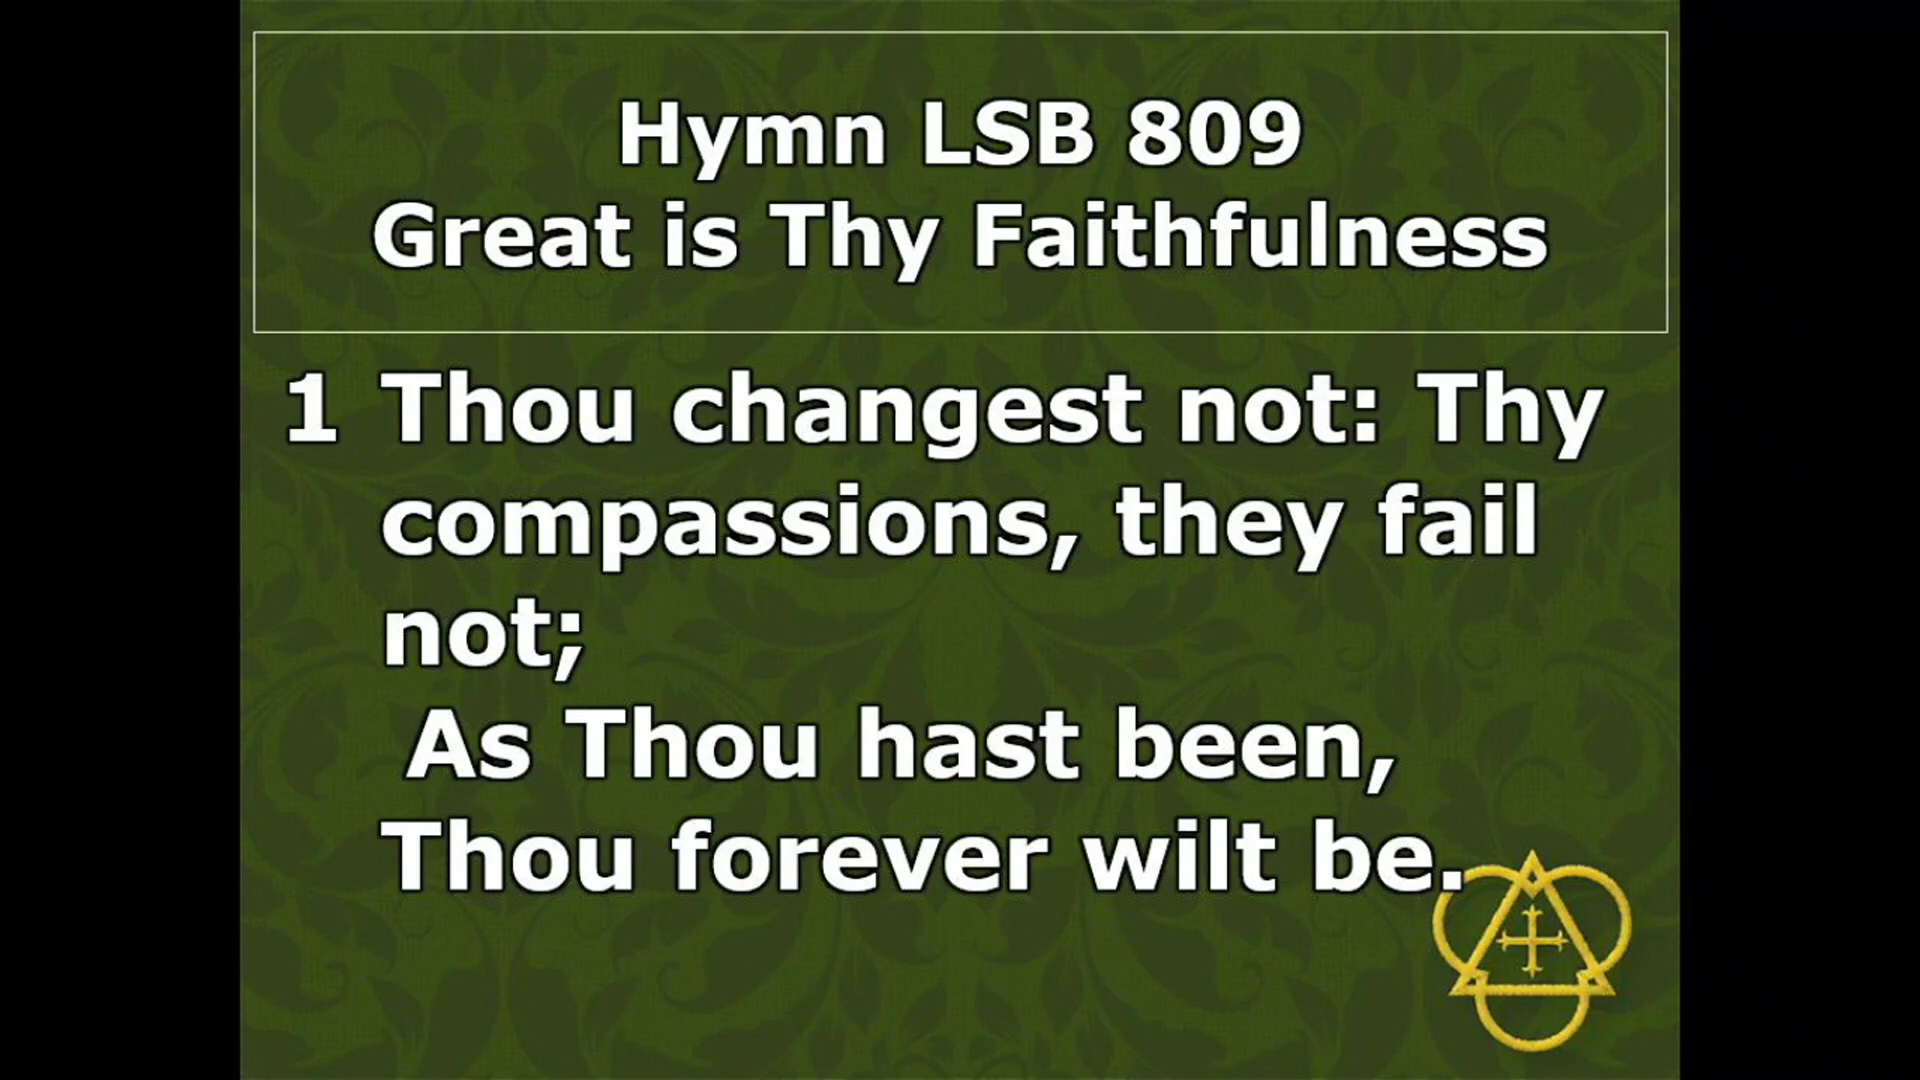 Hymn LSB 809
Great is Thy Faithfulness
1 Thou changest not: Thy
compassions, they fail
not;
As Thou hast been,
Thou forever wilt be.